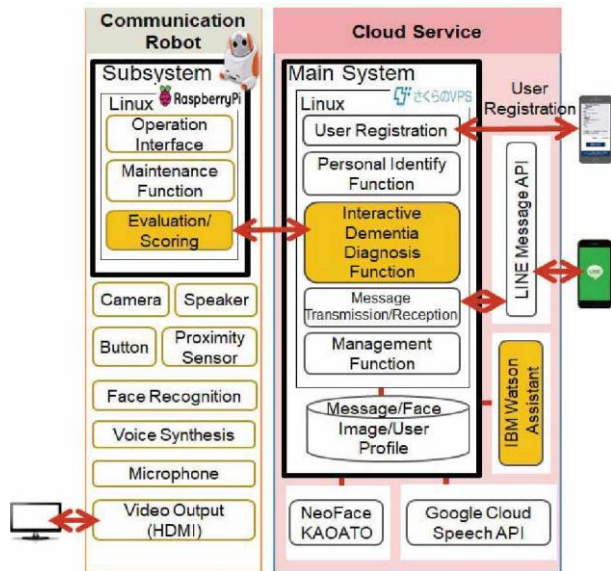 Communication
Robot
Cloud Service
Subsystem
Linux
RaspberryPi
Operation
Interface
Maintenance
Function
Evaluation/
Scoring
Camera
Speaker
Button
Proximity
Sensor
Face Recognition
Voice Synthesis
Microphone
Video Output
(HDMI)
Main System
Linux
さくらのVPS
User Registration
Personal Identify
Function
Interactive
Dementia
Diagnosis
Function
Message
Transmission/Reception
Management
Function
Message/Face
Image/User
Profile
NeoFace
KAOATO
Google Cloud
Speech API
User
Registration
LINE Message API
IBM Watson
Assistant
LINE